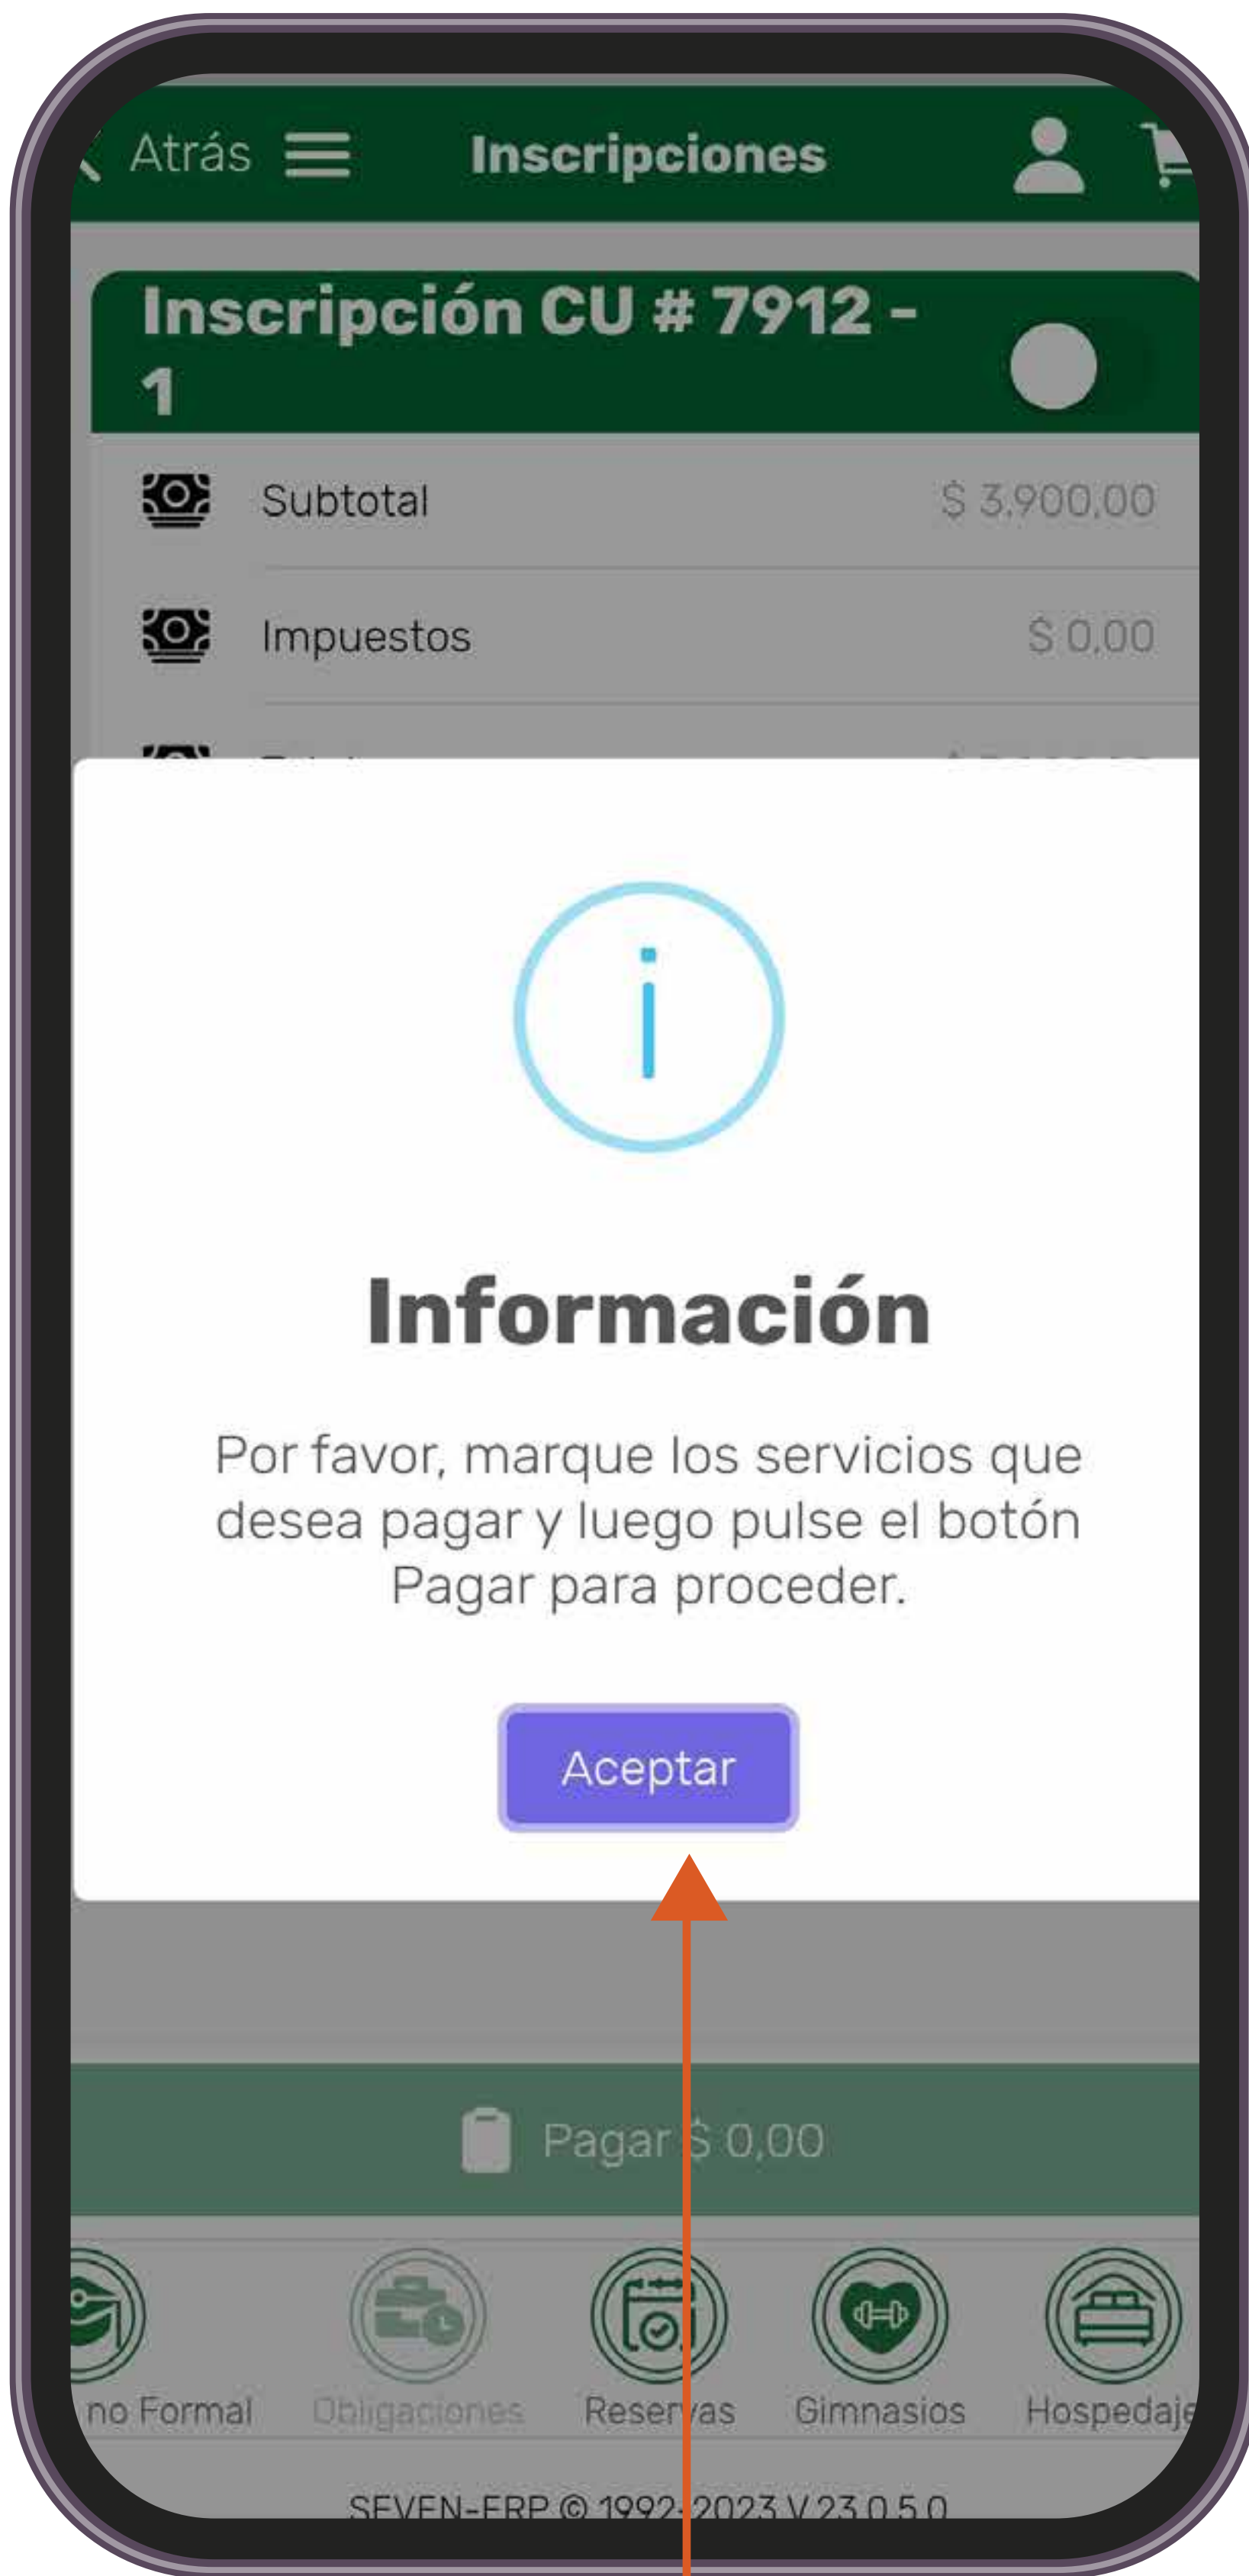 Atrás
Inscripciones
Inscripción CU # 7912 -
1
Subtotal $ 3.900,00
Impuestos $ 0,00
i
Información
Por favor, marque los servicios que
desea pagar y luego pulse el botón
Pagar para proceder.
Aceptar
Pagar $ 0,00
no Formal Obligaciones Reservas Gimnasios Hospedaje
SEVEN-ERP © 1992-2023 V.23.0.5.0